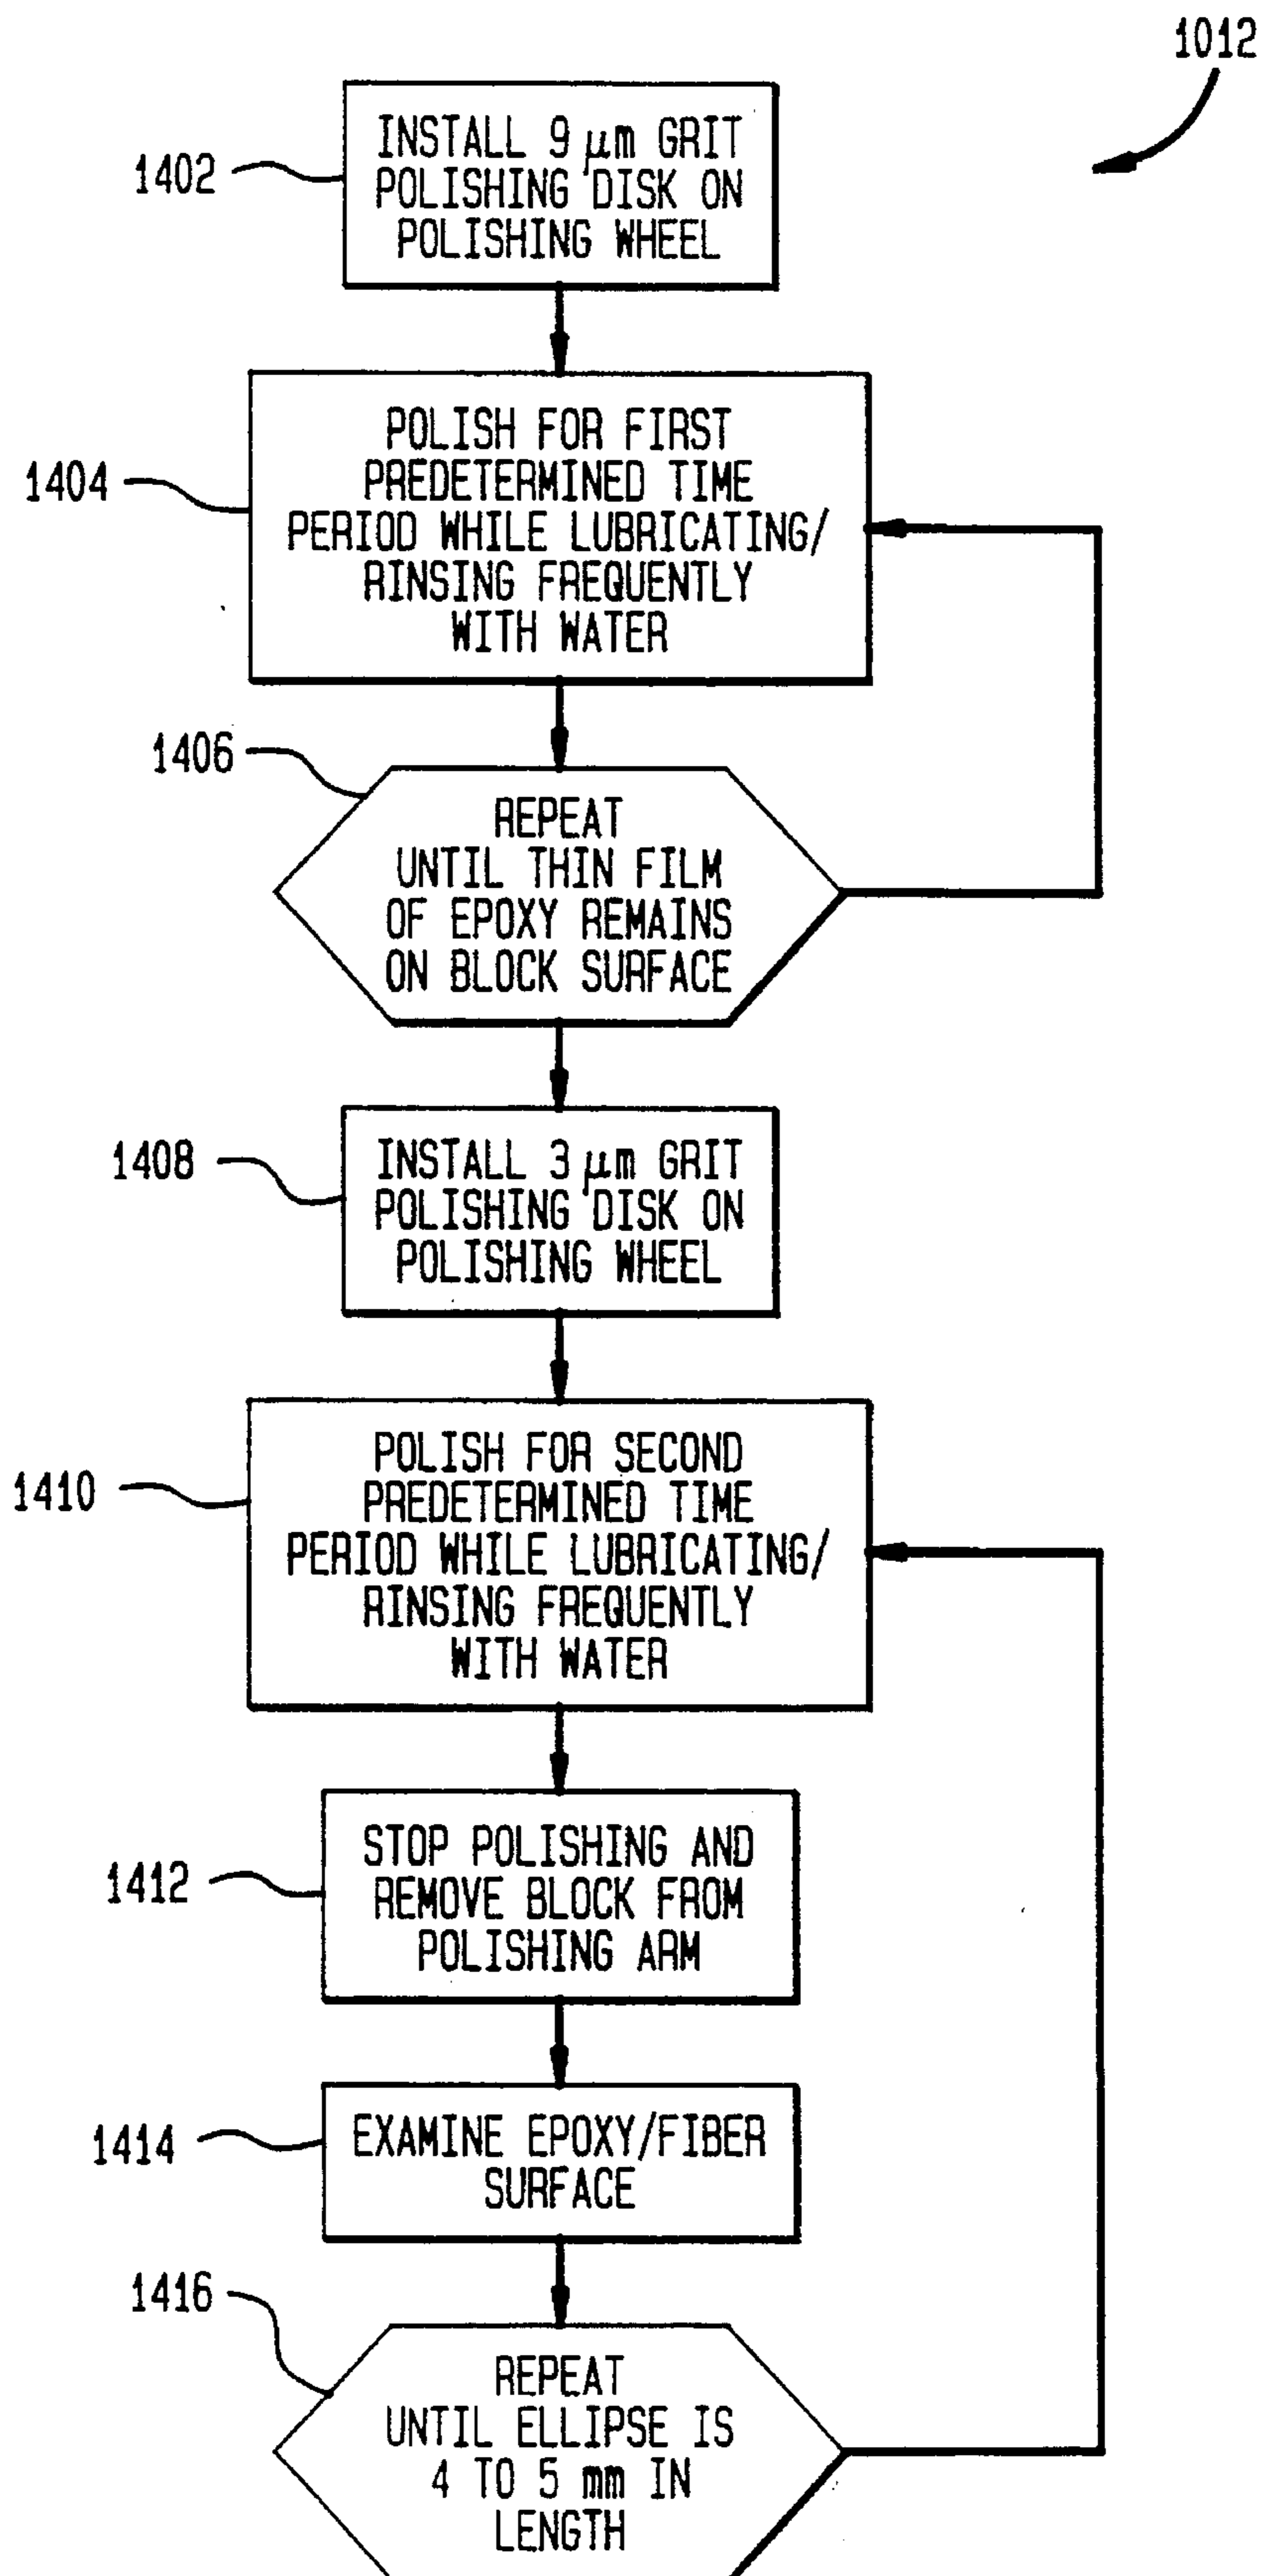 1012
1402
INSTALL 9 μm GRIT
POLISHING DISK ON
POLISHING WHEEL
1404
POLISH FOR FIRST
PREDETERMINED TIME
PERIOD WHILE LUBRICATING/
RINSING FREQUENTLY
WITH WATER
1406
REPEAT
UNTIL THIN FILM
OF EPOXY REMAINS
ON BLOCK SURFACE
1408
INSTALL 3 μm GRIT
POLISHING DISK ON
POLISHING WHEEL
1410
POLISH FOR SECOND
PREDETERMINED TIME
PERIOD WHILE LUBRICATING/
RINSING FREQUENTLY
WITH WATER
1412
STOP POLISHING AND
REMOVE BLOCK FROM
POLISHING ARM
1414
EXAMINE EPOXY/FIBER
SURFACE
1416
REPEAT
UNTIL ELLIPSE IS
4 TO 5 mm IN
LENGTH